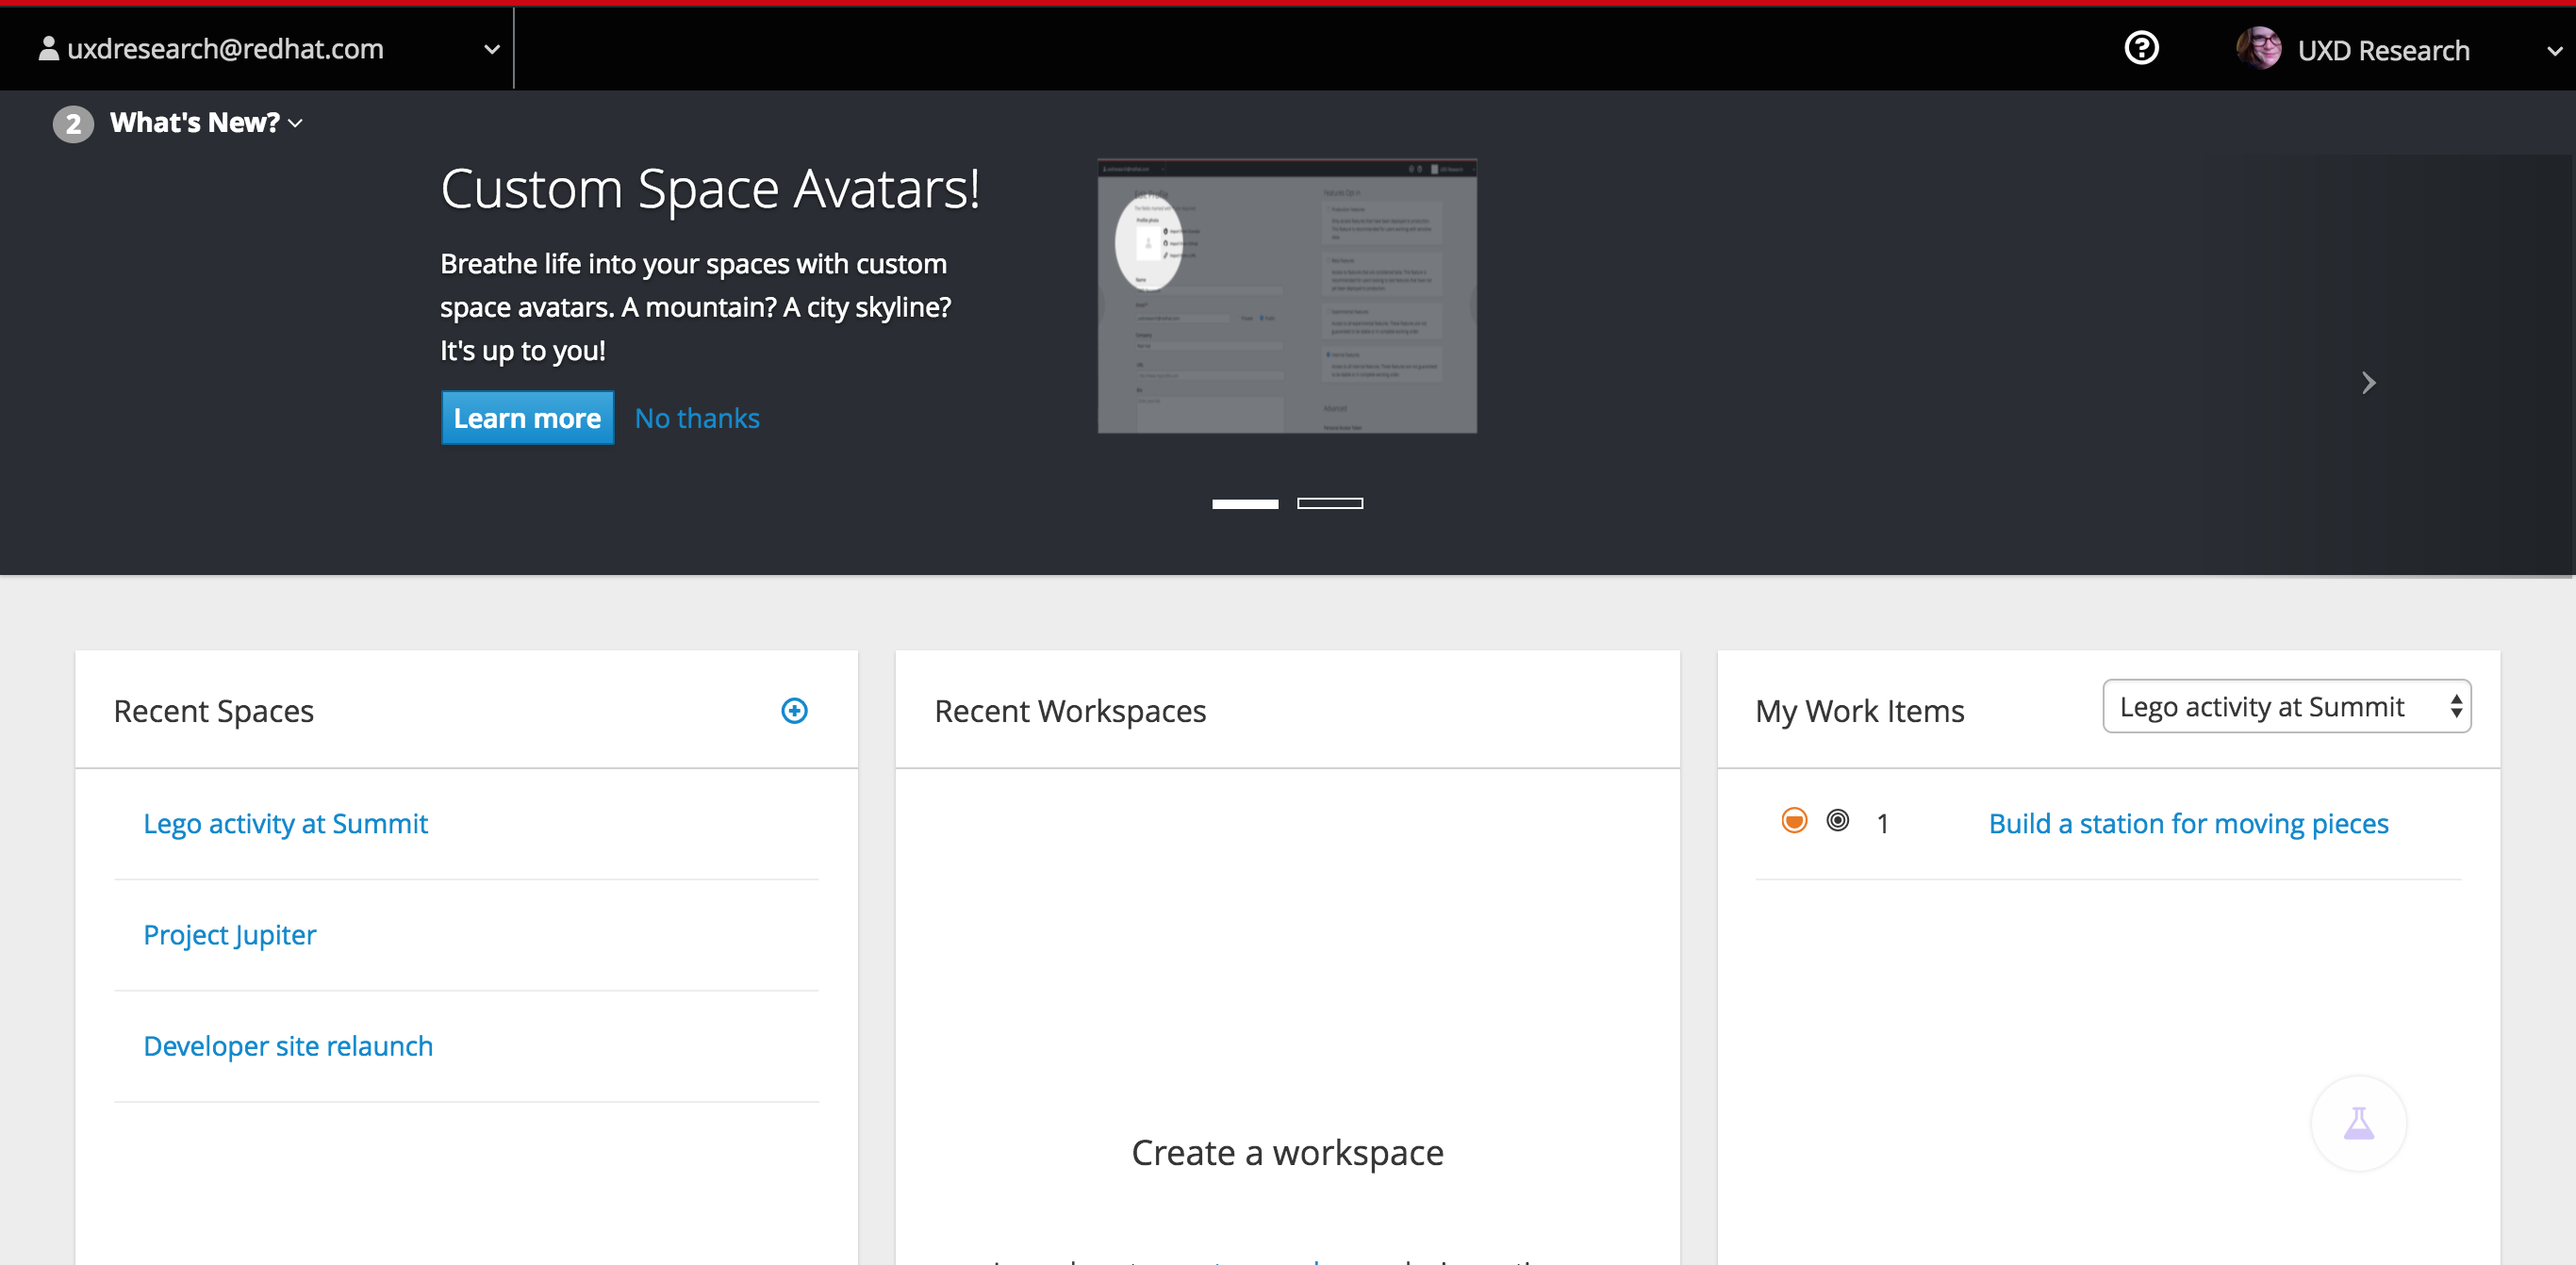 uxdresearch@redhat.com
UXD Research
2 What's New?
Custom Space Avatars!
Breathe life into your spaces with custom
space avatars. A mountain? A city skyline?
It's up to you!
Learn more No thanks
Recent Spaces
Lego activity at Summit
Project Jupiter
Developer site relaunch
Recent Workspaces
Create a workspace
My Work Items
Lego activity at Summit
1 Build a station for moving pieces